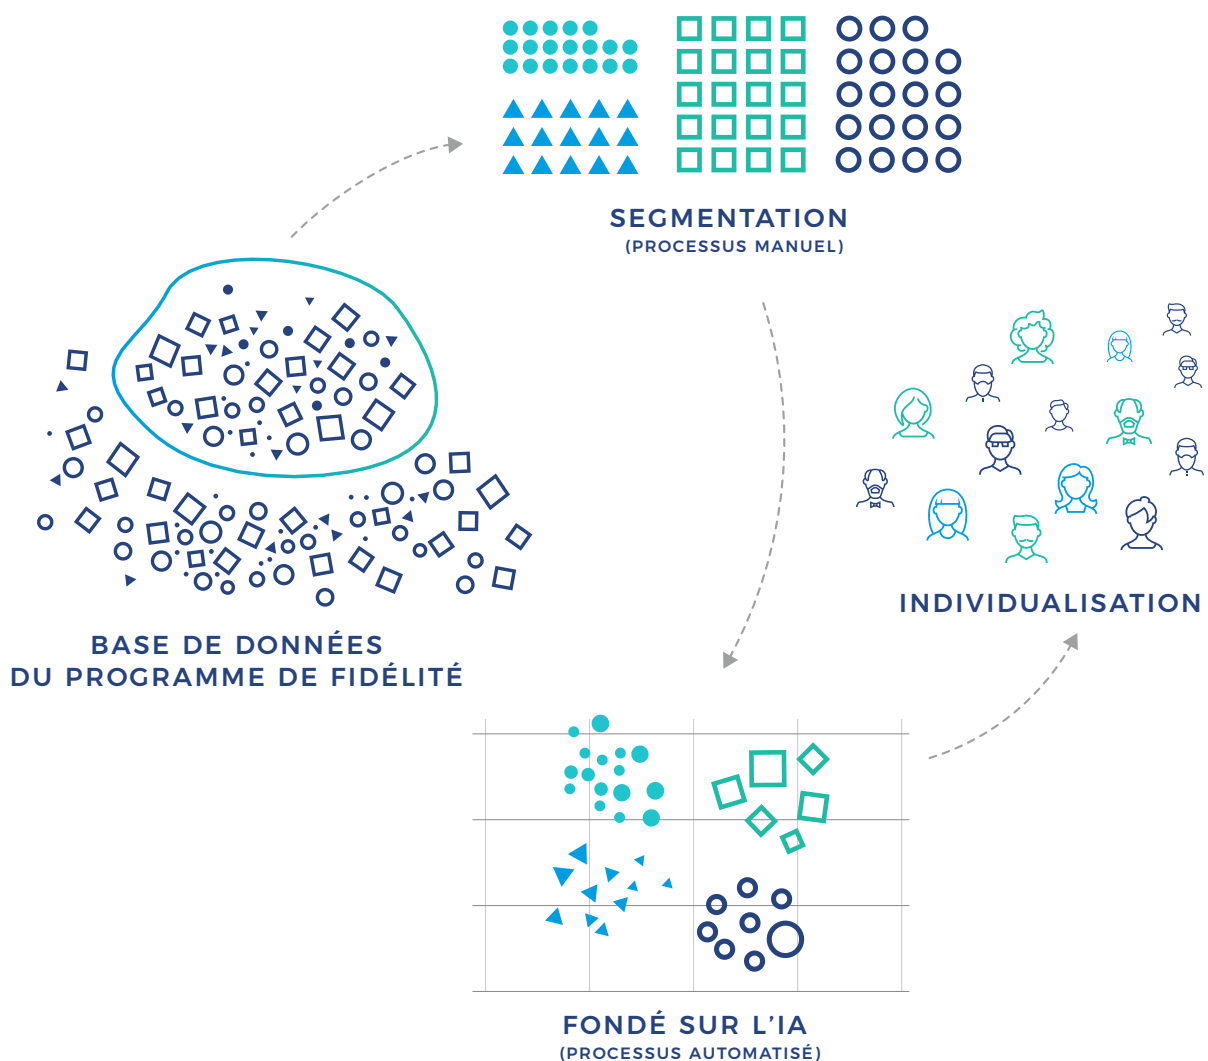 SEGMENTATION
(PROCESSUS MANUEL)
INDIVIDUALISATION
BASE DE DONNÉES
DU PROGRAMME DE FIDÉLITÉ
FONDÉ SUR L'IA
(PROCESSUS AUTOMATISÉ)